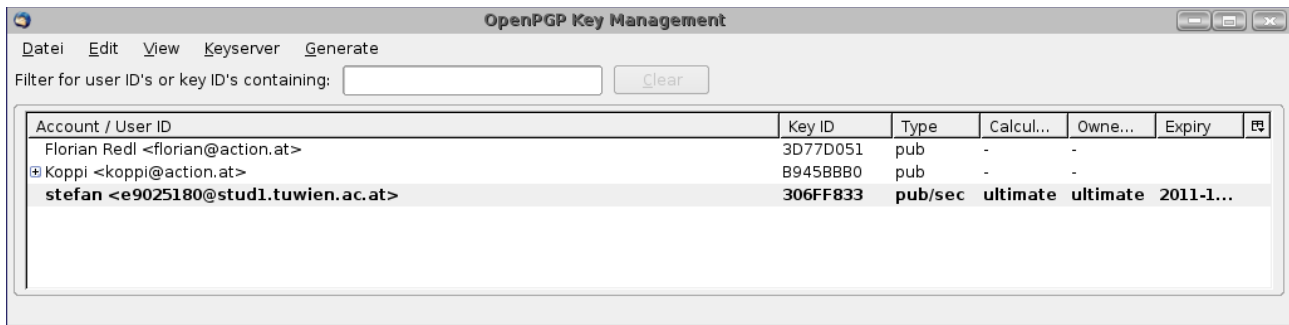 OpenPGP Key Management
Datei Edit View Keyserver Generate
Filter for user ID's or key ID's containing: Clear
Account / User ID Key ID Type Calcul... Owne... Expiry
Florian Redl <florian@action.at> 3D77D051 pub - -
Koppi <koppi@action.at> B945BBB0 pub - -
stefan <e9025180@stud1.tuwien.ac.at> 306FF833 pub/sec ultimate ultimate 2011-1...